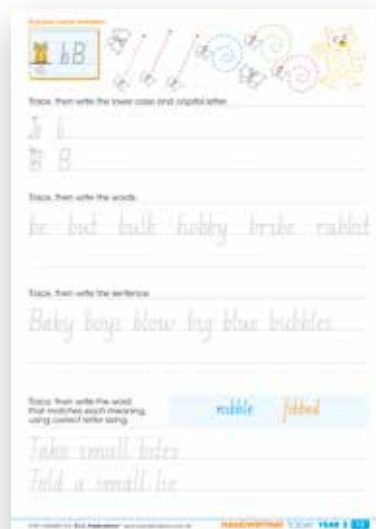 bB
Trace, then write the lower case and capital letter.
b b
B B
Trace, then write the words.
be but bulb hobby bribe rabbit
Trace, then write the sentence.
Baby boys blow big blue bubbles.
Trace, then write the word
that matches each meaning,
using correct letter sizing.
nibble fibbed
Take small bites
Told a small lie
HANDWRITING TODAY YEAR 3